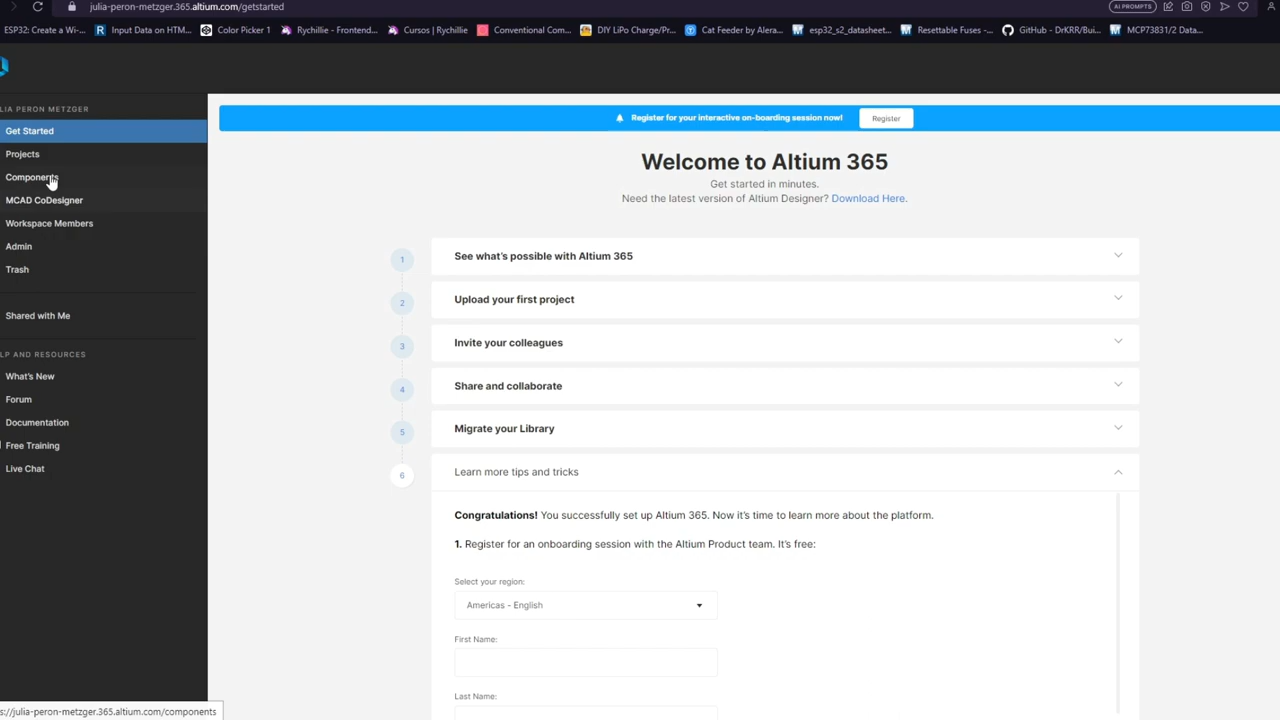 julia-peron-metzger.365.altium.com/getstarted
AI PROMPTS
ESP32: Create a Wi-...
Input Data on HTM...
Color Picker 1
Rychillie - Frontend...
Cursos | Rychillie
Conventional Com...
DIY LiPo Charge/Pr...
Cat Feeder by Alera...
esp32_s2_datasheet...
Resettable Fuses -...
GitHub - DrKRR/Bui...
MCP73831/2 Data...
LIA PERON METZGER
Get Started
Projects
Components
MCAD CoDesigner
Workspace Members
Admin
Trash
Shared with Me
LP AND RESOURCES
What's New
Forum
Documentation
Free Training
Live Chat
Register for your interactive on-boarding session now!
Register
Welcome to Altium 365
Get started in minutes.
Need the latest version of Altium Designer? Download Here.
1
See what's possible with Altium 365
2
Upload your first project
3
Invite your colleagues
4
Share and collaborate
5
Migrate your Library
6
Learn more tips and tricks
Congratulations! You successfully set up Altium 365. Now it's time to learn more about the platform.
1. Register for an onboarding session with the Altium Product team. It's free:
Select your region:
Americas - English
First Name:
Last Name:
s://julia-peron-metzger.365.altium.com/components